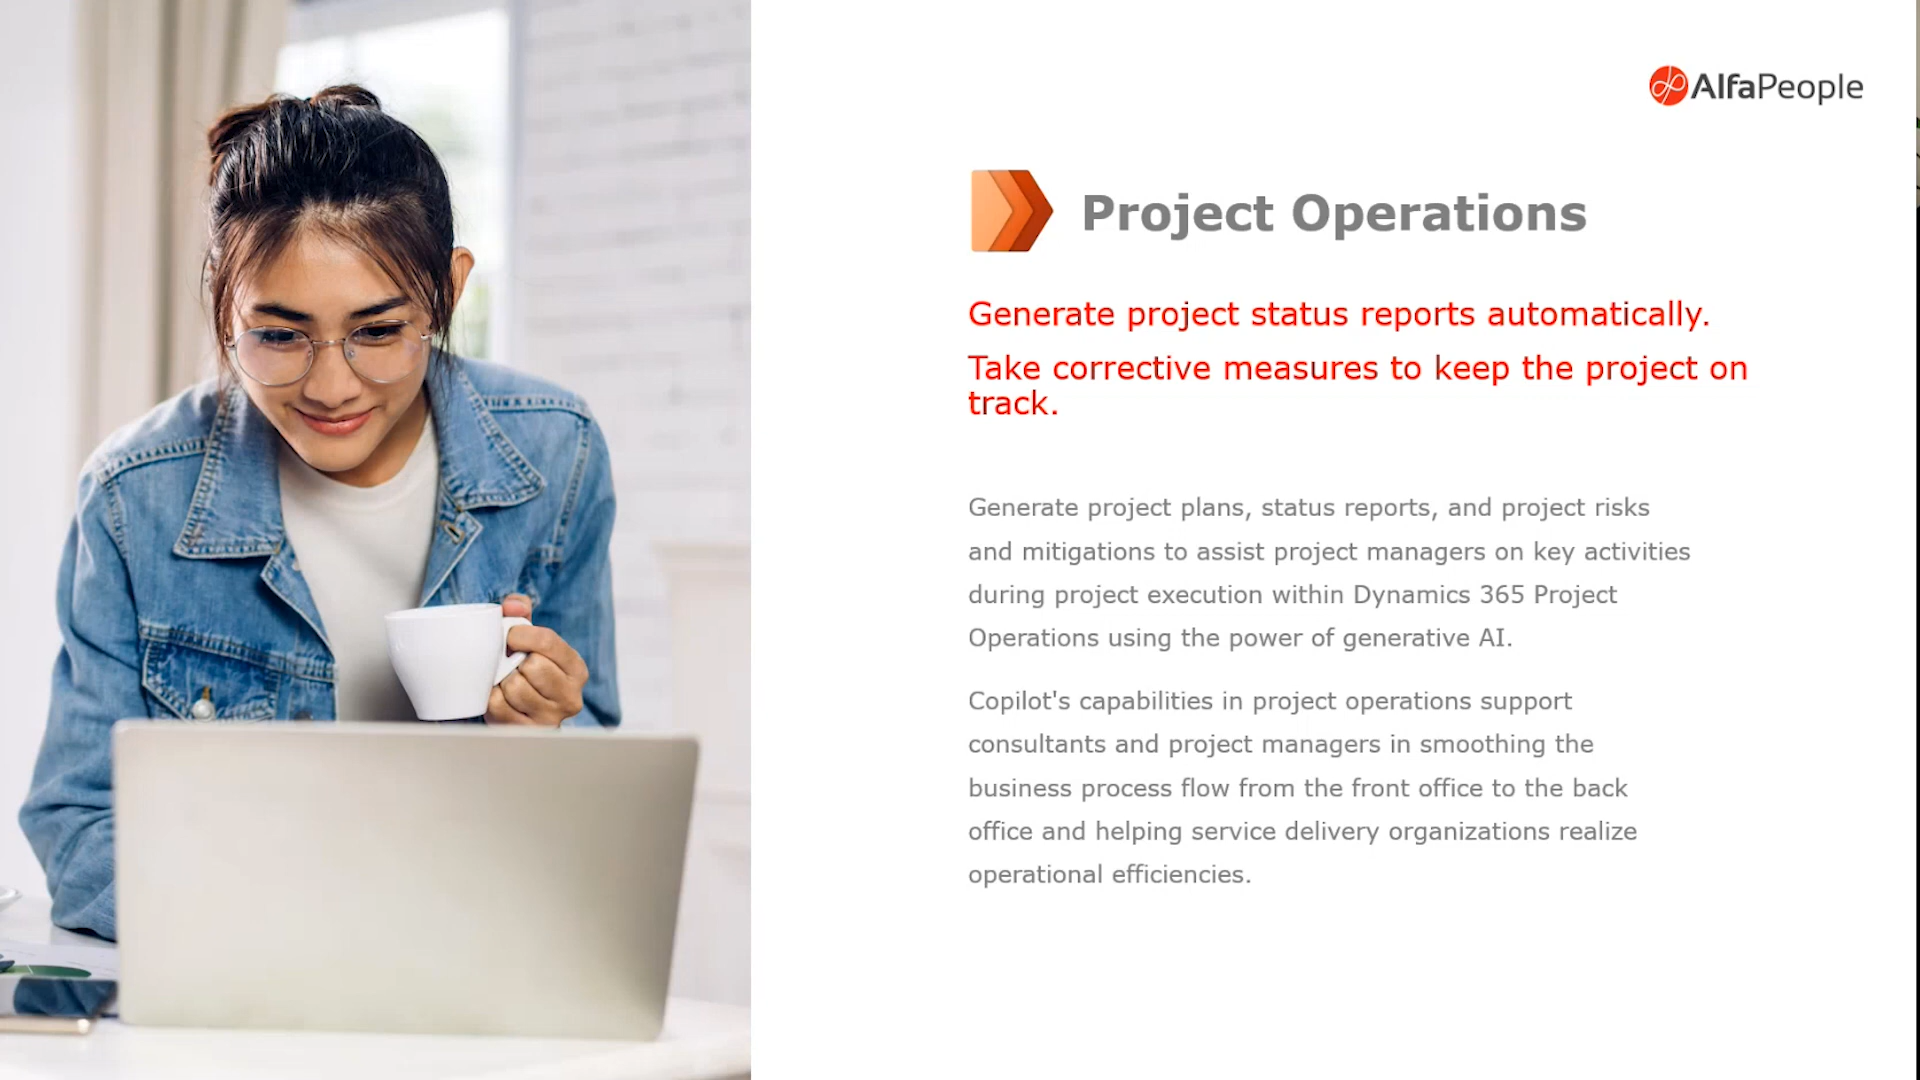 AlfaPeople
Project Operations
Generate project status reports automatically.
Take corrective measures to keep the project on
track.
Generate project plans, status reports, and project risks
and mitigations to assist project managers on key activities
during project execution within Dynamics 365 Project
Operations using the power of generative AI.
Copilot's capabilities in project operations support
consultants and project managers in smoothing the
business process flow from the front office to the back
office and helping service delivery organizations realize
operational efficiencies.